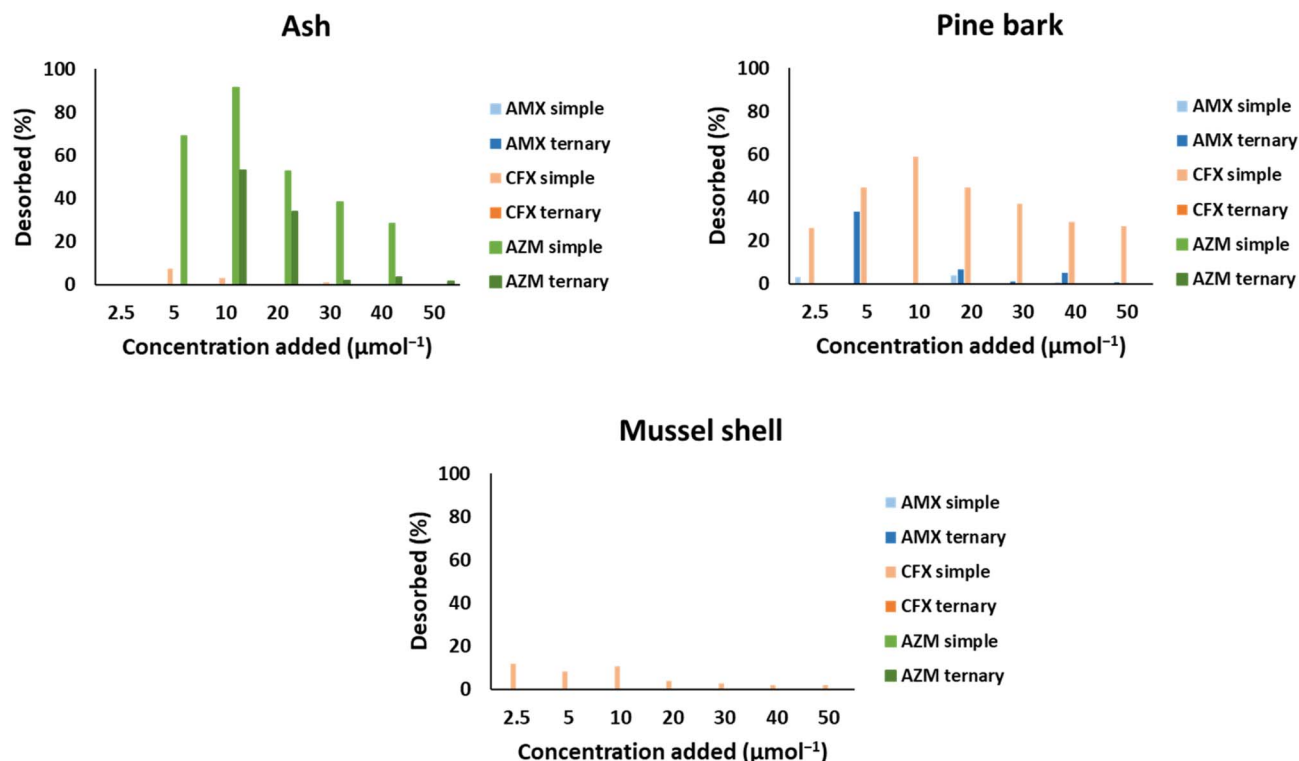 Ash
Desorbed (%)
100
80
60
40
20
0
2.5 5 10 20 30 40 50
Concentration added (µmol⁻¹)
AMX simple
AMX ternary
CFX simple
CFX ternary
AZM simple
AZM ternary
Pine bark
Desorbed (%)
100
80
60
40
20
0
2.5 5 10 20 30 40 50
Concentration added (µmol⁻¹)
AMX simple
AMX ternary
CFX simple
CFX ternary
AZM simple
AZM ternary
Mussel shell
Desorbed (%)
100
80
60
40
20
0
2.5 5 10 20 30 40 50
Concentration added (µmol⁻¹)
AMX simple
AMX ternary
CFX simple
CFX ternary
AZM simple
AZM ternary